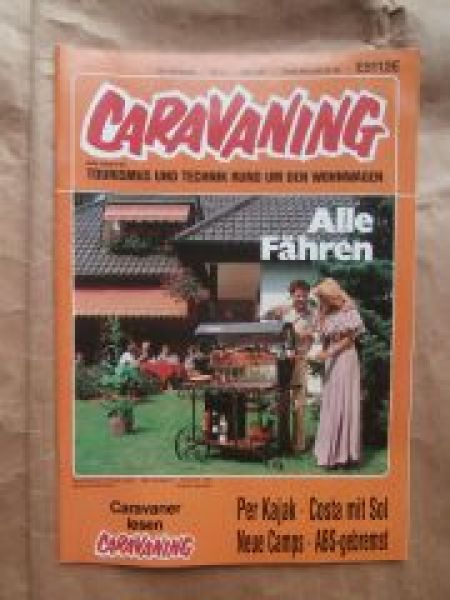 E3112E
CARAVANING
TOURISMUS UND TECHNIK RUND UM DEN WOHNWAGEN
Alle
Fähren
Caravaner
lesen
CARAVANING
Per Kajak · Costa mit Sol
Neue Camps · ABS-gebremst